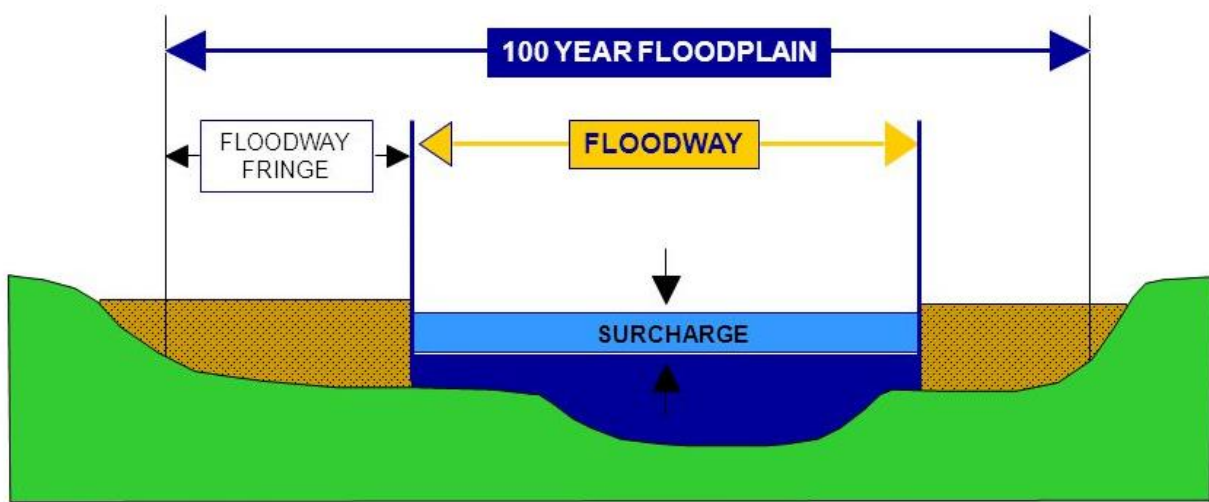 100 YEAR FLOODPLAIN
FLOODWAY
FRINGE
FLOODWAY
SURCHARGE